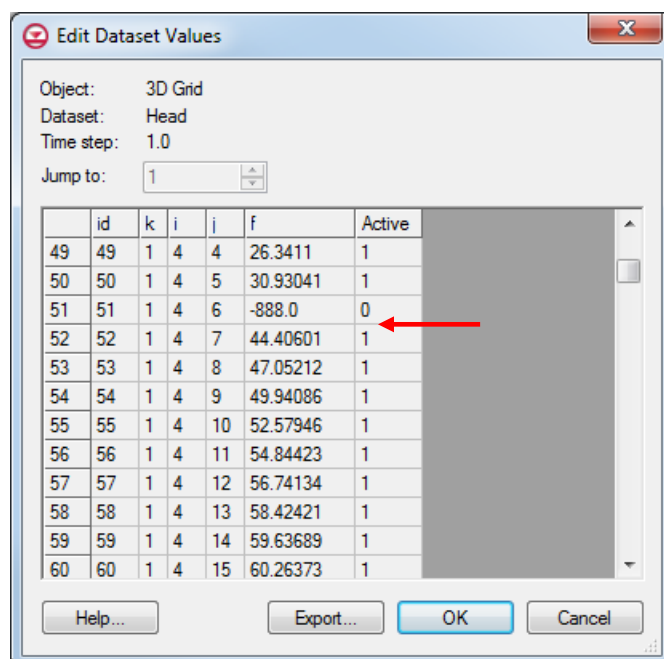 Edit Dataset Values
Object: 3D Grid
Dataset: Head
Time step: 1.0
Jump to: 1
id k i j f Active
49 49 1 4 4 26.3411 1
50 50 1 4 5 30.93041 1
51 51 1 4 6 -888.0 0
52 52 1 4 7 44.40601 1
53 53 1 4 8 47.05212 1
54 54 1 4 9 49.94086 1
55 55 1 4 10 52.57946 1
56 56 1 4 11 54.84423 1
57 57 1 4 12 56.74134 1
58 58 1 4 13 58.42421 1
59 59 1 4 14 59.63689 1
60 60 1 4 15 60.26373 1
Help... Export... OK Cancel